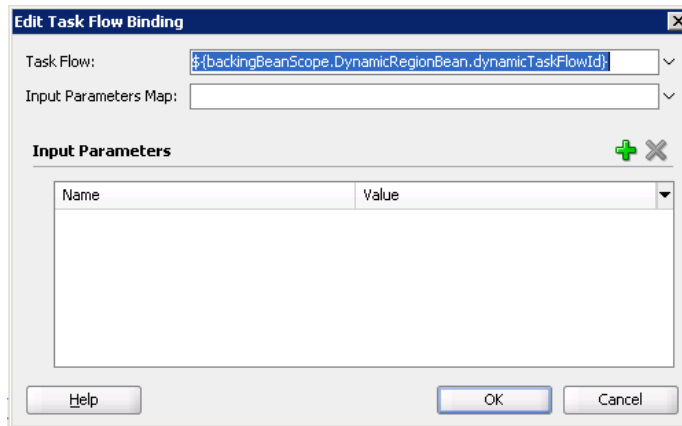 Edit Task Flow Binding
Task Flow: ${backingBeanScope.DynamicRegionBean.dynamicTaskFlowId}
Input Parameters Map:
Input Parameters
Name Value
Help OK Cancel